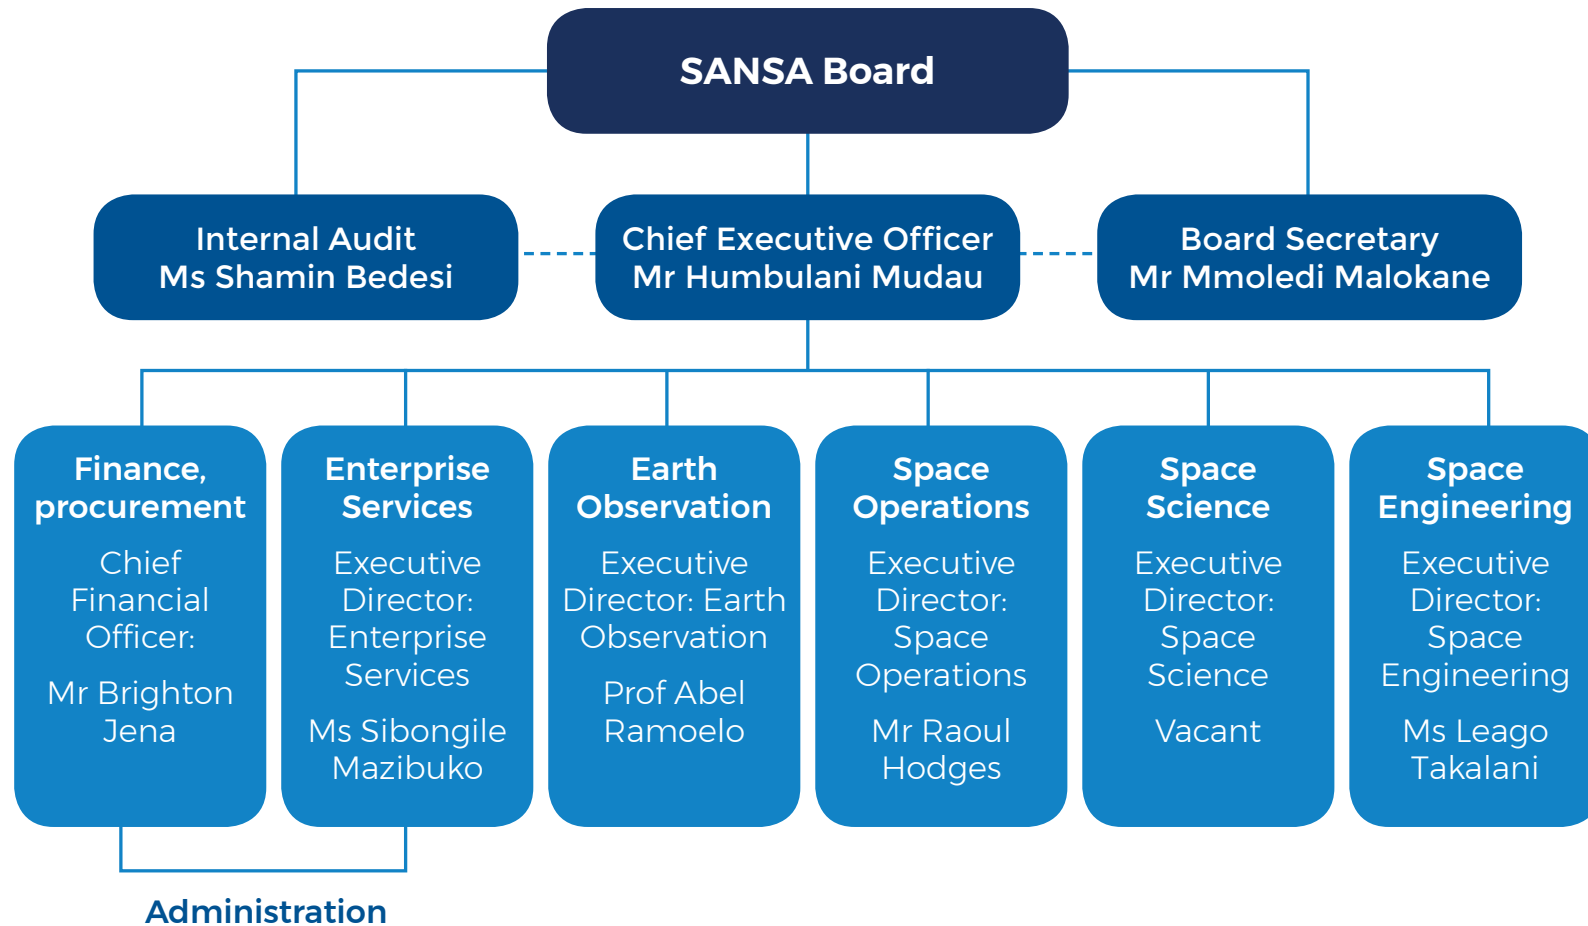 SANSA Board
Internal Audit
Ms Shamin Bedesi
Chief Executive Officer
Mr Humbulani Mudau
Board Secretary
Mr Mmoledi Malokane
Finance,
procurement
Chief
Financial
Officer:
Mr Brighton
Jena
Enterprise
Services
Executive
Director:
Enterprise
Services
Ms Sibongile
Mazibuko
Earth
Observation
Executive
Director: Earth
Observation
Prof Abel
Ramoelo
Space
Operations
Executive
Director:
Space
Operations
Mr Raoul
Hodges
Space
Science
Executive
Director:
Space
Science
Vacant
Space
Engineering
Executive
Director:
Space
Engineering
Ms Leago
Takalani
Administration